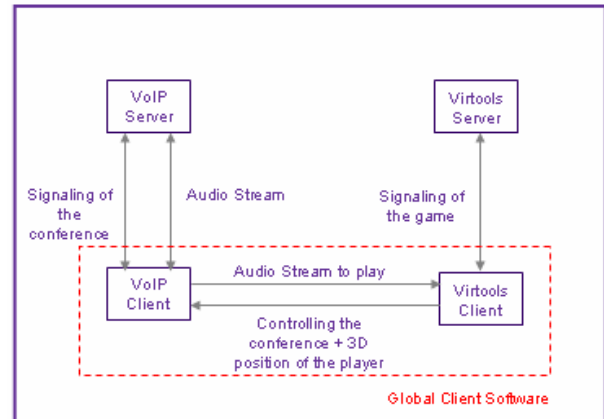 VoIP
Server
Virtools
Server
Signaling of
the
conference
Audio Stream
Signaling of
the game
VoIP
Client
Audio Stream to play
Virtools
Client
Controlling the
conference + 3D
position of the player
Global Client Software